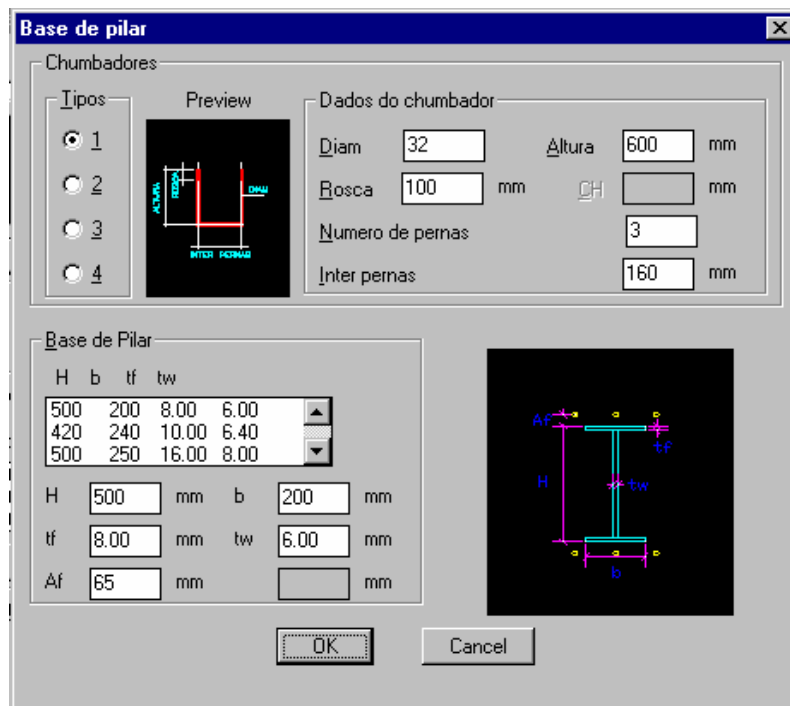 Base de pilar
Chumbadores
Tipos
1
2
3
4
Preview
ALTURA
ROSCA
DIAM
INTER PERNAS
Dados do chumbador
Diam 32 Altura 600 mm
Rosca 100 mm CH mm
Numero de pernas 3
Inter pernas 160 mm
Base de Pilar
H b tf tw
500 200 8.00 6.00
420 240 10.00 6.40
500 250 16.00 8.00
H 500 mm b 200 mm
tf 8.00 mm tw 6.00 mm
Af 65 mm mm
Af
tf
H
tw
b
OK Cancel